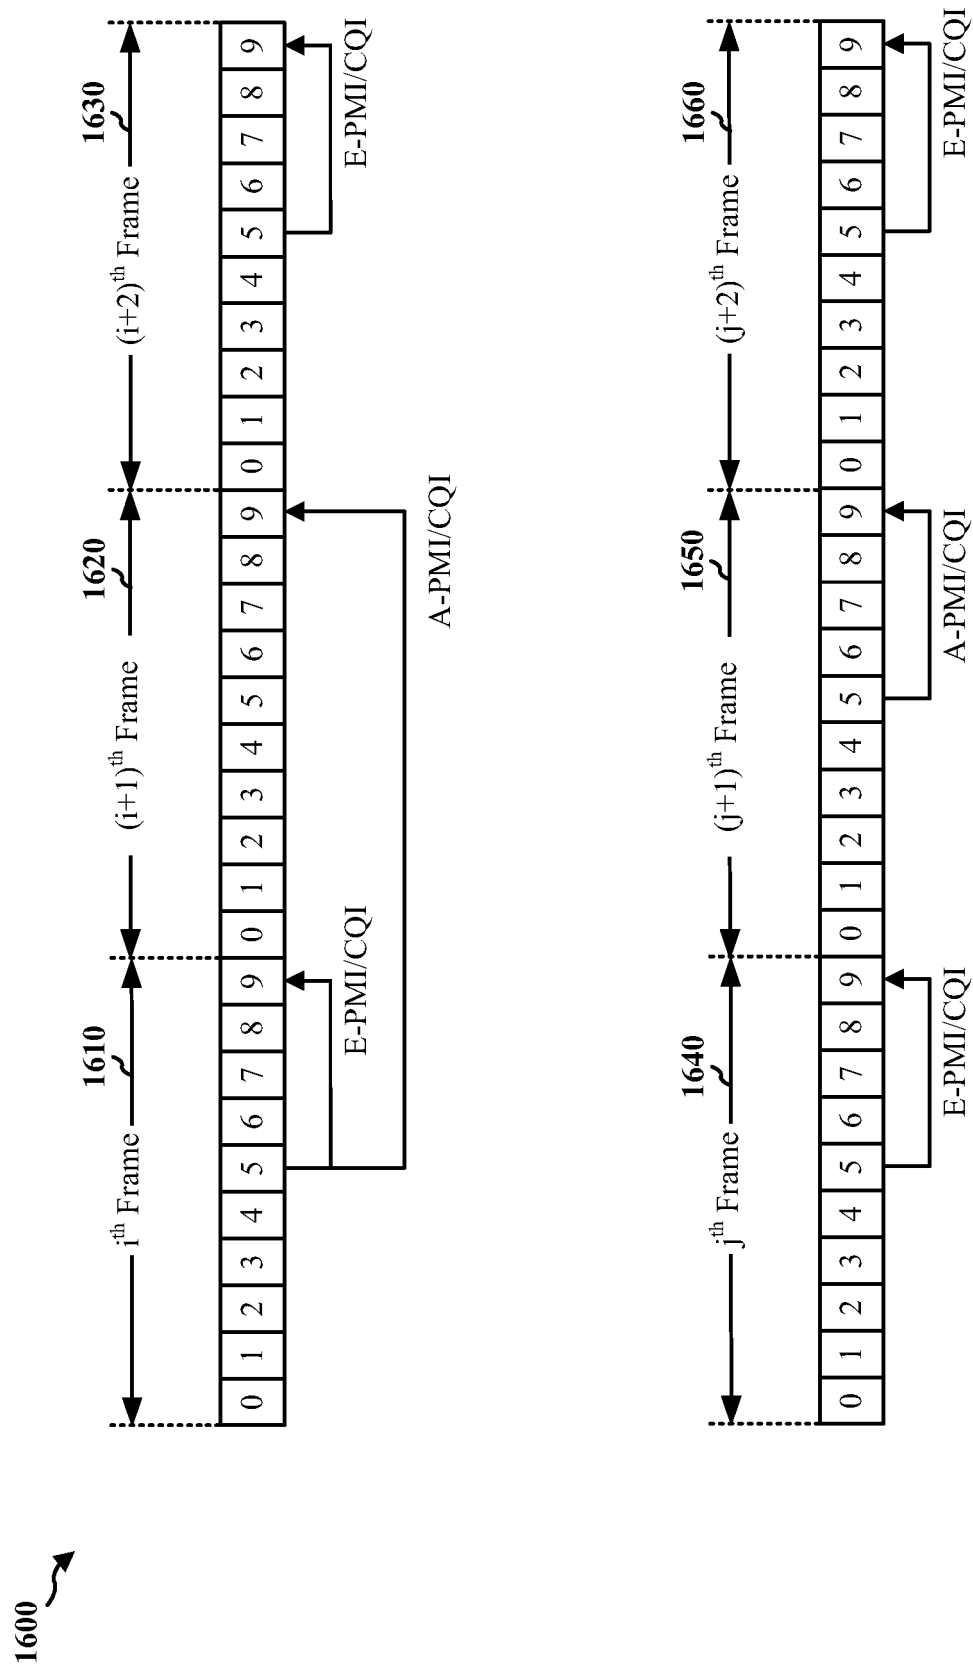 1600
1610
1620
1630
i th Frame
(i+1) th Frame
(i+2) th Frame
0 1 2 3 4 5 6 7 8 9 0 1 2 3 4 5 6 7 8 9 0 1 2 3 4 5 6 7 8 9
E-PMI/CQI
E-PMI/CQI
A-PMI/CQI
1640
1650
1660
j th Frame
(j+1) th Frame
(j+2) th Frame
0 1 2 3 4 5 6 7 8 9 0 1 2 3 4 5 6 7 8 9 0 1 2 3 4 5 6 7 8 9
E-PMI/CQI
A-PMI/CQI
E-PMI/CQI